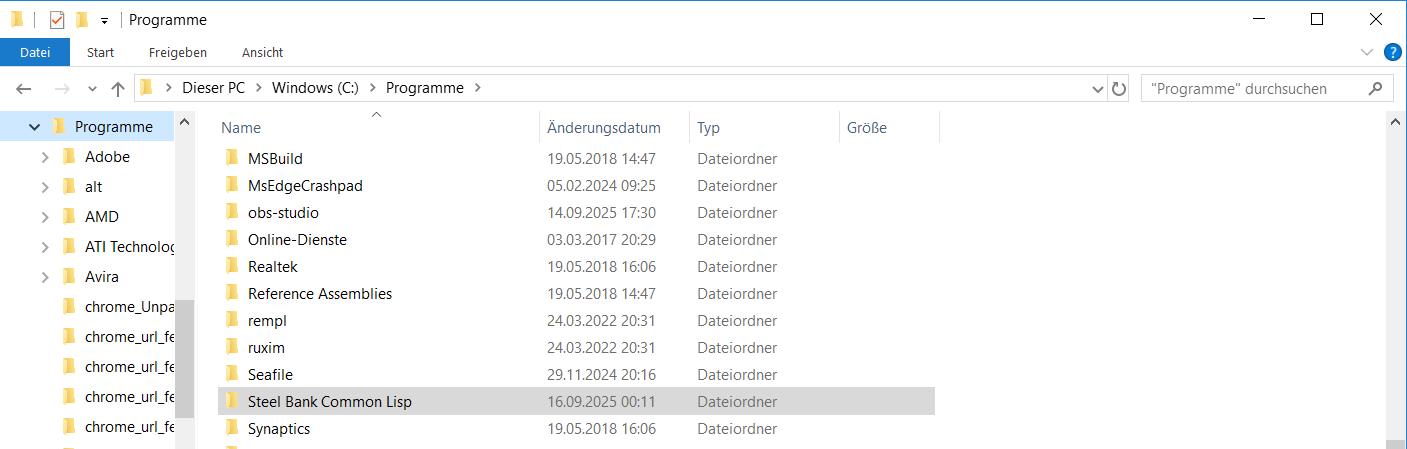 Programme
Datei Start Freigeben Ansicht ?
Dieser PC Windows (C:) Programme "Programme" durchsuchen
Programme
Adobe
alt
AMD
ATI Technolog
Avira
chrome_Unpa
chrome_url_fe
chrome_url_fe
chrome_url_fe
chrome_url_fe
Name Änderungsdatum Typ Größe
MSBuild 19.05.2018 14:47 Dateiordner
MsEdgeCrashpad 05.02.2024 09:25 Dateiordner
obs-studio 14.09.2025 17:30 Dateiordner
Online-Dienste 03.03.2017 20:29 Dateiordner
Realtek 19.05.2018 16:06 Dateiordner
Reference Assemblies 19.05.2018 14:47 Dateiordner
rempl 24.03.2022 20:31 Dateiordner
ruxim 24.03.2022 20:31 Dateiordner
Seafile 29.11.2024 20:16 Dateiordner
Steel Bank Common Lisp 16.09.2025 00:11 Dateiordner
Synaptics 19.05.2018 16:06 Dateiordner